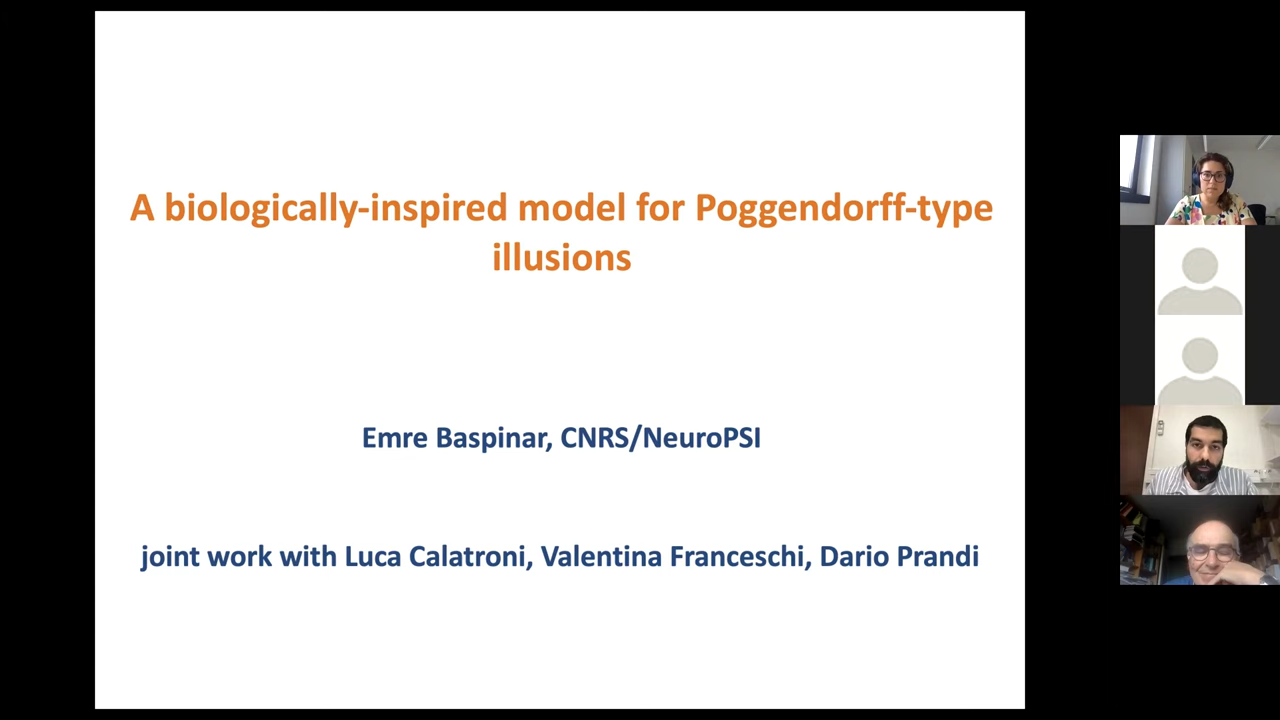 A biologically-inspired model for Poggendorff-type
illusions
Emre Baspinar, CNRS/NeuroPSI
joint work with Luca Calatroni, Valentina Franceschi, Dario Prandi